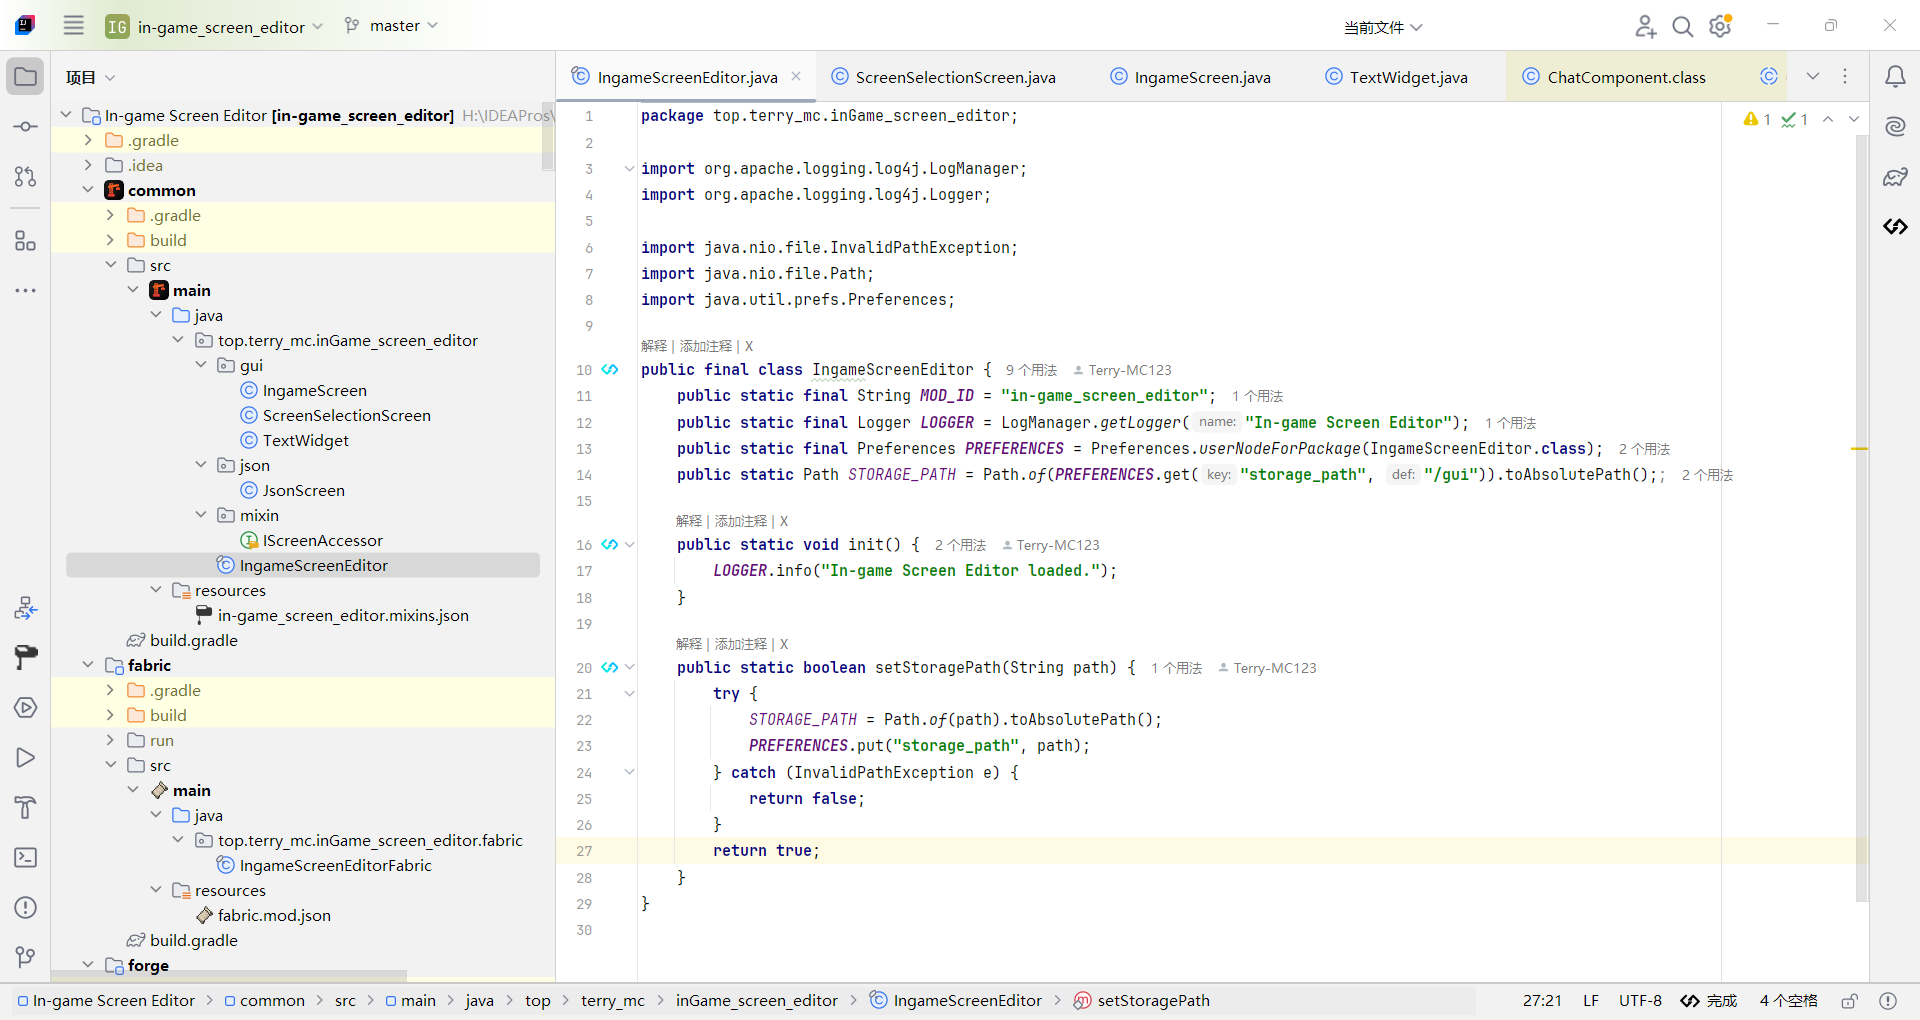 IG in-game_screen_editor master 当前文件
项目
In-game Screen Editor [in-game_screen_editor] H:\IDEAPros\
.gradle
.idea
common
.gradle
build
src
main
java
top.terry_mc.inGame_screen_editor
gui
IngameScreen
ScreenSelectionScreen
TextWidget
json
JsonScreen
mixin
IScreenAccessor
IngameScreenEditor
resources
in-game_screen_editor.mixins.json
build.gradle
fabric
.gradle
build
run
src
main
java
top.terry_mc.inGame_screen_editor.fabric
IngameScreenEditorFabric
resources
fabric.mod.json
build.gradle
forge
IngameScreenEditor.java ScreenSelectionScreen.java IngameScreen.java TextWidget.java ChatComponent.class
1 package top.terry_mc.inGame_screen_editor; 1 1
2
3 import org.apache.logging.log4j.LogManager;
4 import org.apache.logging.log4j.Logger;
5
6 import java.nio.file.InvalidPathException;
7 import java.nio.file.Path;
8 import java.util.prefs.Preferences;
9
解释 | 添加注释 | X
10 public final class IngameScreenEditor { 9 个用法 Terry-MC123
11 public static final String MOD_ID = "in-game_screen_editor"; 1 个用法
12 public static final Logger LOGGER = LogManager.getLogger( name: "In-game Screen Editor"); 1 个用法
13 public static final Preferences PREFERENCES = Preferences.userNodeForPackage(IngameScreenEditor.class); 2 个用法
14 public static Path STORAGE_PATH = Path.of(PREFERENCES.get( key: "storage_path", def: "/gui")).toAbsolutePath();; 2 个用法
15
解释 | 添加注释 | X
16 public static void init() { 2 个用法 Terry-MC123
17 LOGGER.info("In-game Screen Editor loaded.");
18 }
19
解释 | 添加注释 | X
20 public static boolean setStoragePath(String path) { 1 个用法 Terry-MC123
21 try {
22 STORAGE_PATH = Path.of(path).toAbsolutePath();
23 PREFERENCES.put("storage_path", path);
24 } catch (InvalidPathException e) {
25 return false;
26 }
27 return true;
28 }
29 }
30
In-game Screen Editor > common > src > main > java > top > terry_mc > inGame_screen_editor > IngameScreenEditor > setStoragePath 27:21 LF UTF-8 完成 4 个空格